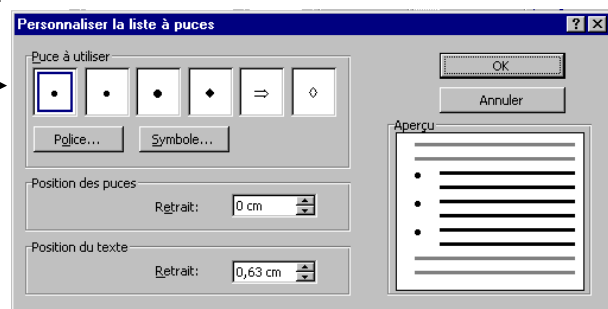 Personnaliser la liste à puces
Puce à utiliser
Police...
Symbole...
Position des puces
Retrait:
0 cm
Position du texte
Retrait:
0,63 cm
OK
Annuler
Aperçu